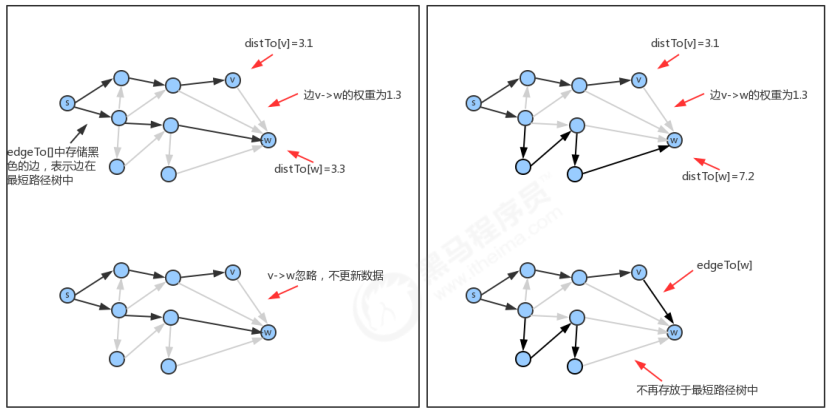 distTo[v]=3.1
s
v
边v->w的权重为1.3
w
edgeTo[]中存储黑
色的边，表示边在
最短路径树中
distTo[w]=3.3
distTo[v]=3.1
s
v
边v->w的权重为1.3
w
distTo[w]=7.2
s
v
v->w忽略，不更新数据
w
edgeTo[w]
s
v
w
不再存放于最短路径树中
黑马程序员
www.itheima.com